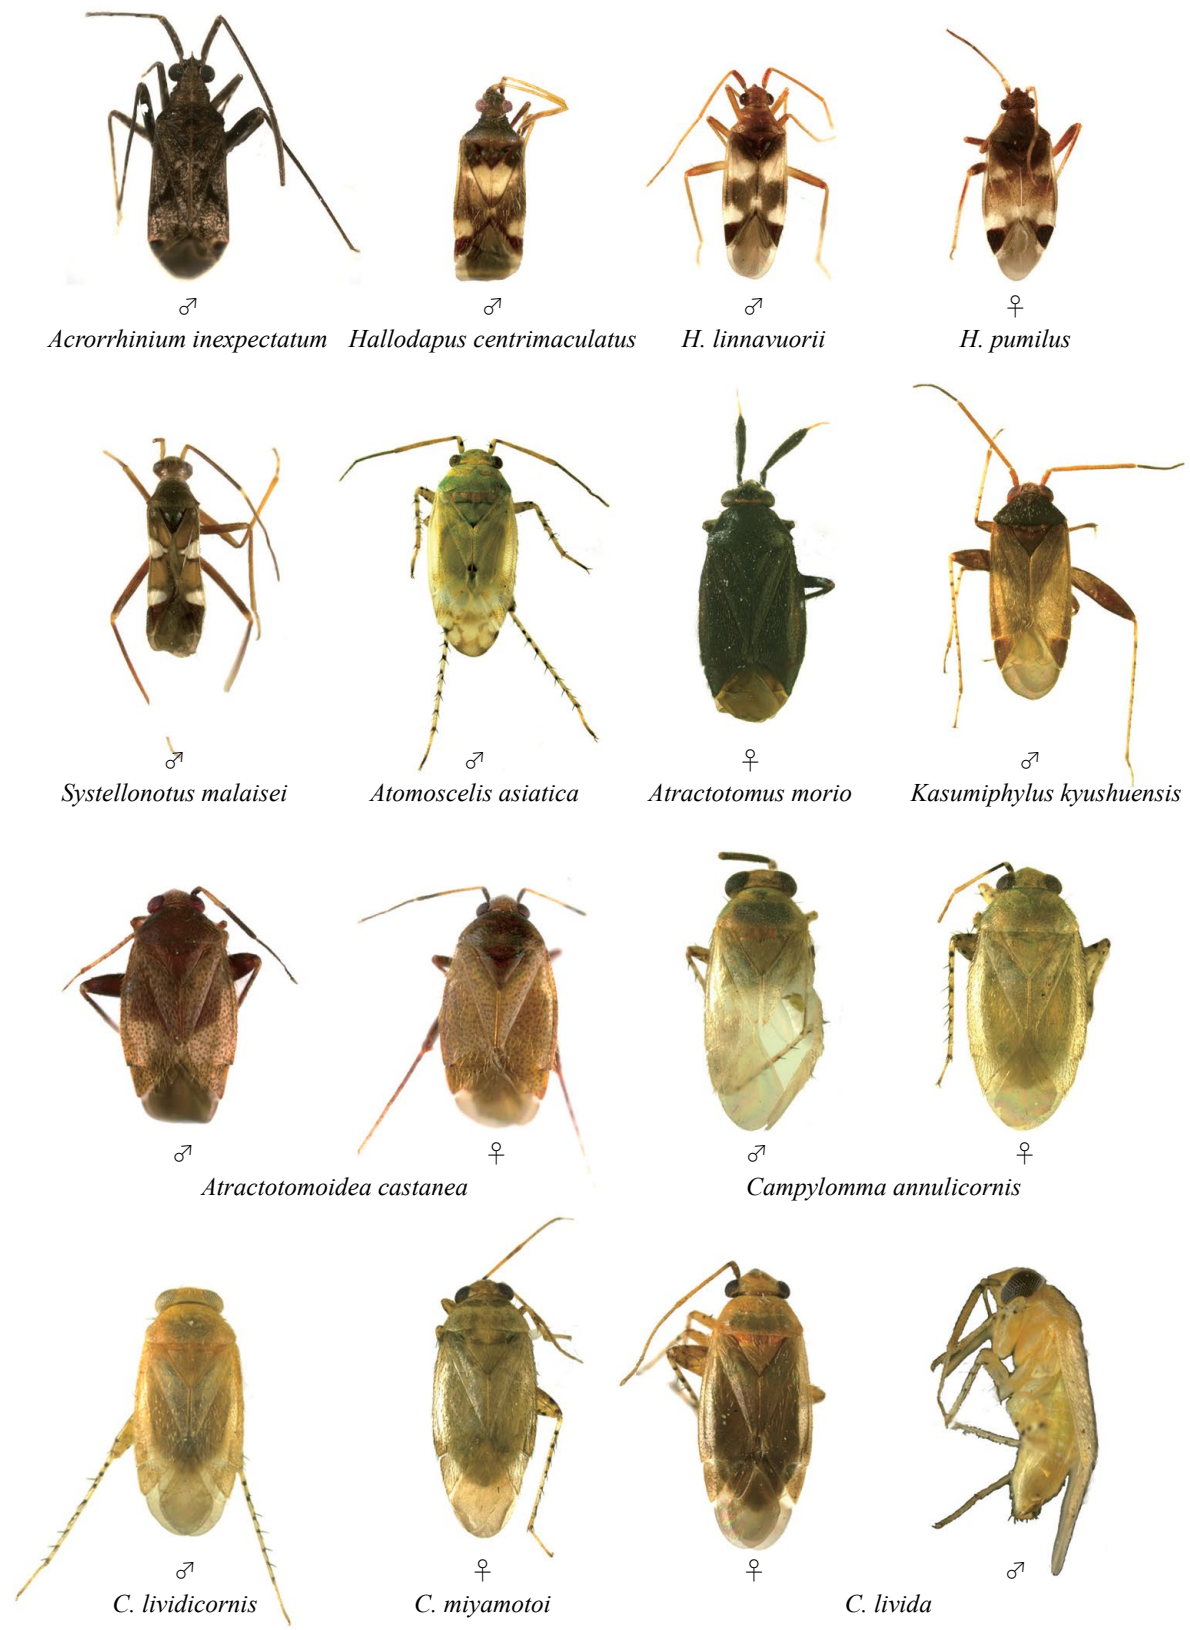 ♂ ♂ ♂ ♀
Acrorrhinium inexpectatum Hallodapus centrimaculatus H. linnavuorii H. pumilus
♂ ♂ ♀ ♂
Systellonotus malaisei Atomoscelis asiatica Atractotomus morio Kasumiphylus kyushuensis
♂ ♀ ♂ ♀
Atractotomoidea castanea Campylomma annulicornis
♂ ♀ ♀ ♂
C. lividicornis C. miyamotoi C. livida